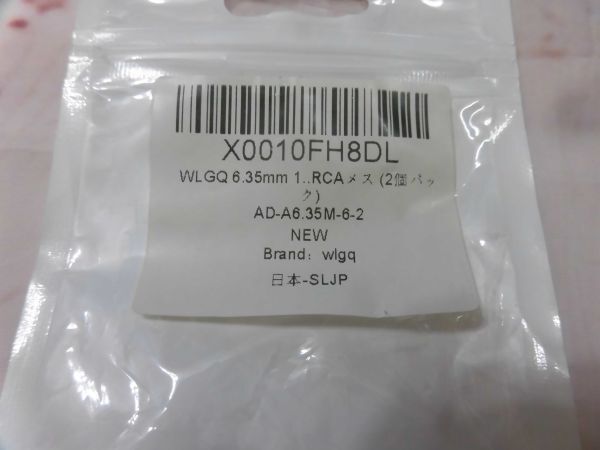 X0010FH8DL
WLGQ 6.35mm 1..RCAメス (2個パッ
ク)
AD-A6.35M-6-2
NEW
Brand：wlgq
日本-SLJP